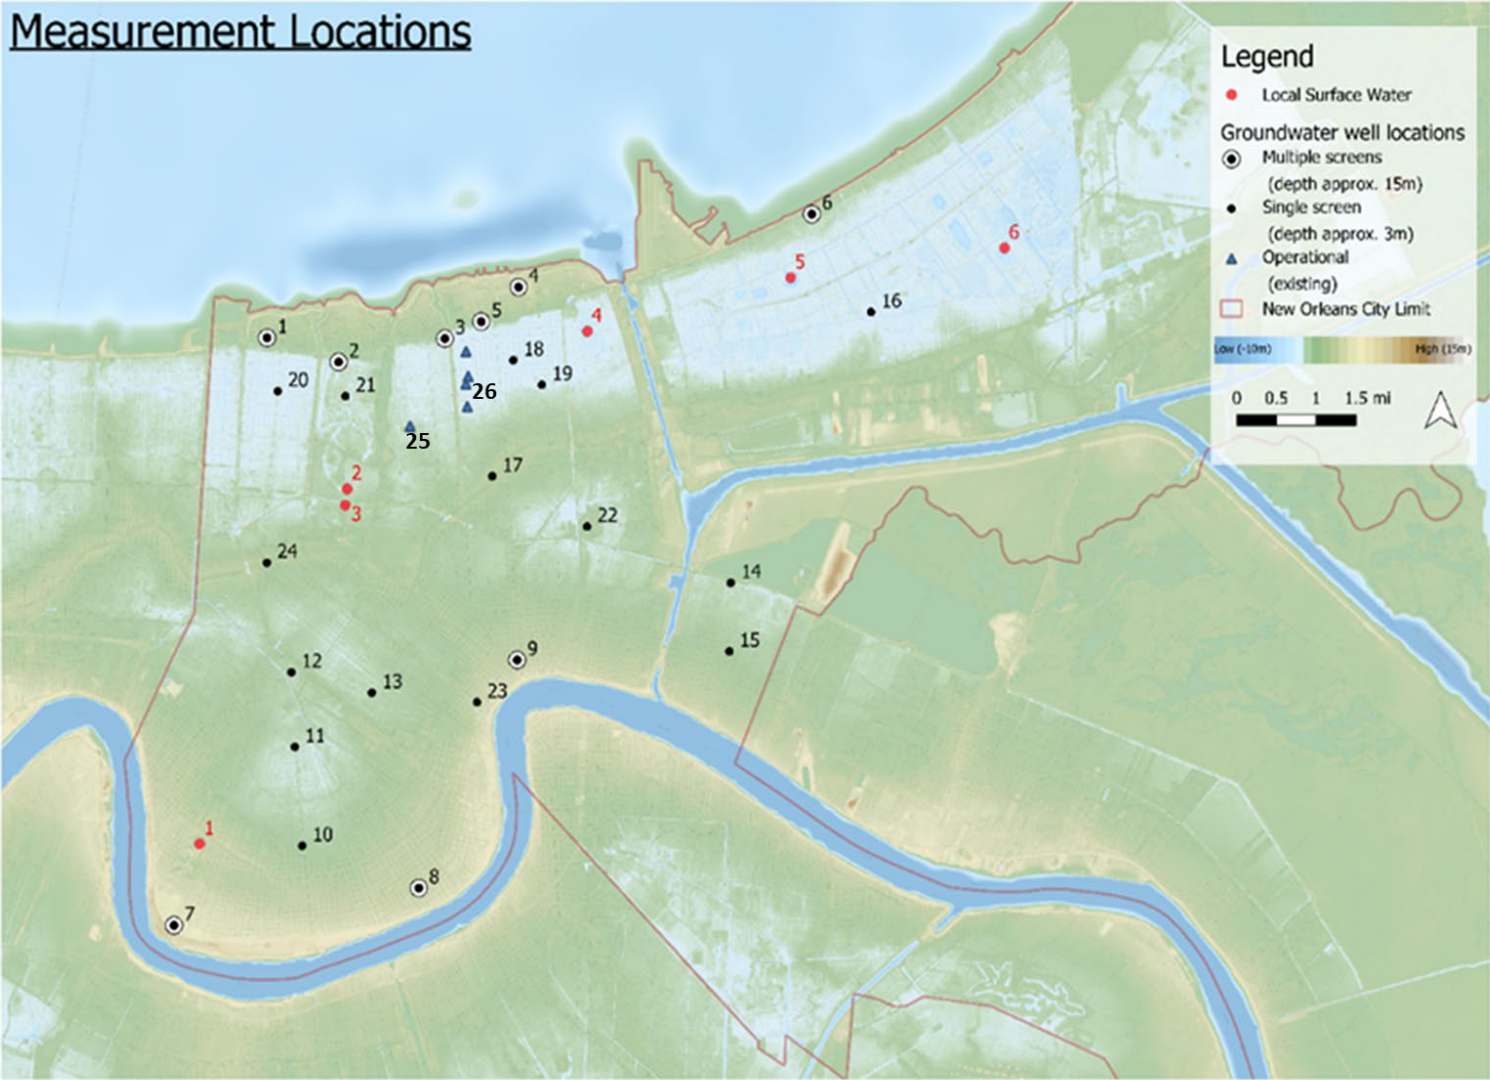 Measurement Locations
Legend
Local Surface Water
Groundwater well locations
Multiple screens
(depth approx. 15m)
Single screen
(depth approx. 3m)
Operational
(existing)
New Orleans City Limit
Low (-10m) High (15m)
0 0.5 1 1.5 mi
6
6
5
4
16
5
4
1
3
2
18
19
20
21
26
25
17
2
3
22
24
14
15
9
12
13
23
11
1
10
8
7